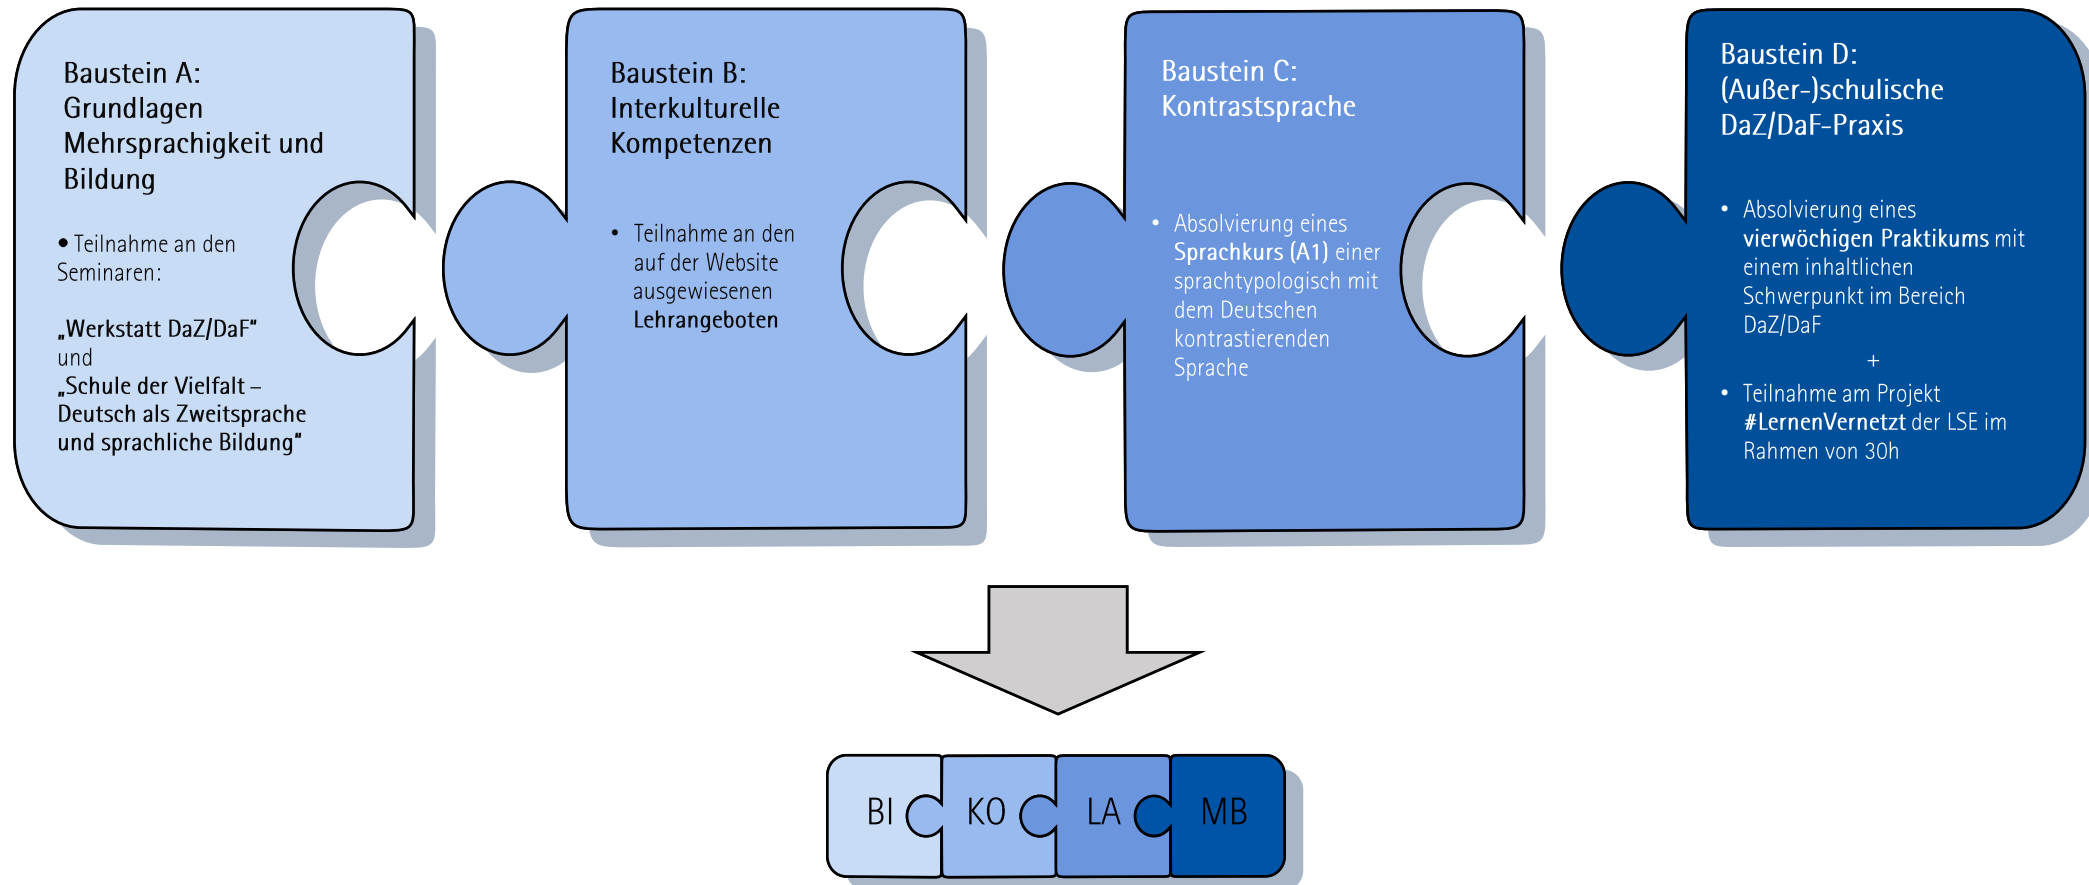 Baustein A:
Grundlagen
Mehrsprachigkeit und
Bildung
• Teilnahme an den
Seminaren:
„Werkstatt DaZ/DaF"
und
„Schule der Vielfalt –
Deutsch als Zweitsprache
und sprachliche Bildung"
Baustein B:
Interkulturelle
Kompetenzen
• Teilnahme an den
auf der Website
ausgewiesenen
Lehrangeboten
Baustein C:
Kontrastsprache
• Absolvierung eines
Sprachkurs (A1) einer
sprachtypologisch mit
dem Deutschen
kontrastierenden
Sprache
Baustein D:
(Außer-)schulische
DaZ/DaF-Praxis
• Absolvierung eines
vierwöchigen Praktikums mit
einem inhaltlichen
Schwerpunkt im Bereich
DaZ/DaF
+
• Teilnahme am Projekt
#LernenVernetzt der LSE im
Rahmen von 30h
BI KO LA MB